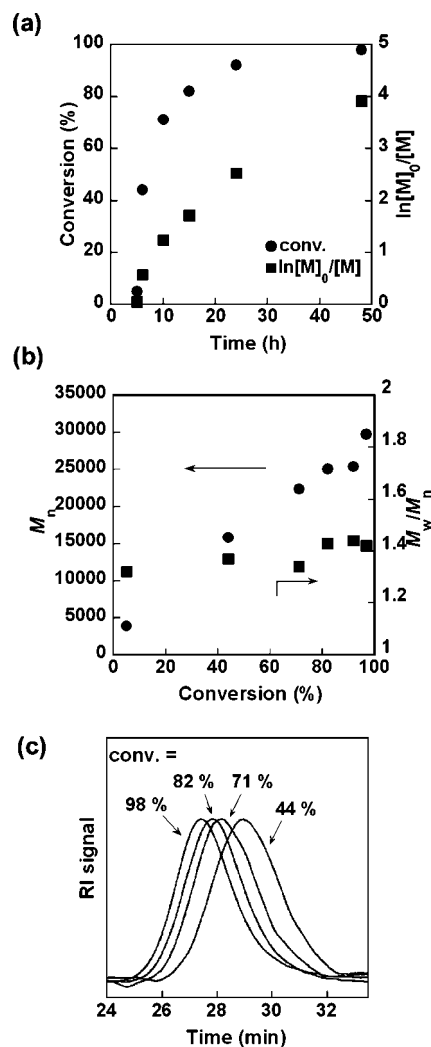 (a)
100
80
60
40
20
0
Conversion (%)
5
4
3
2
1
0
ln[M]0/[M]
conv.
ln[M]0/[M]
0 10 20 30 40 50
Time (h)
(b)
35000
30000
25000
20000
15000
10000
5000
0
Mn
2
1.8
1.6
1.4
1.2
1
Mw/Mn
0 20 40 60 80 100
Conversion (%)
(c)
conv. =
82 % 71 %
98 % 44 %
RI signal
24 26 28 30 32
Time (min)